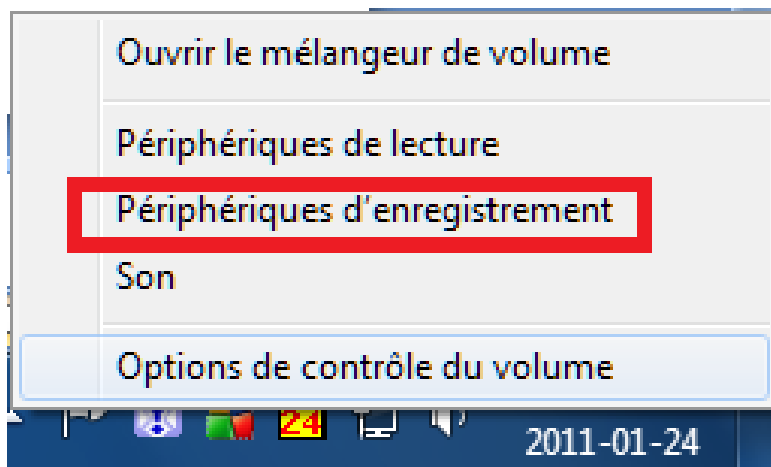 Ouvrir le mélangeur de volume
Périphériques de lecture
Périphériques d'enregistrement
Son
Options de contrôle du volume
24
2011-01-24